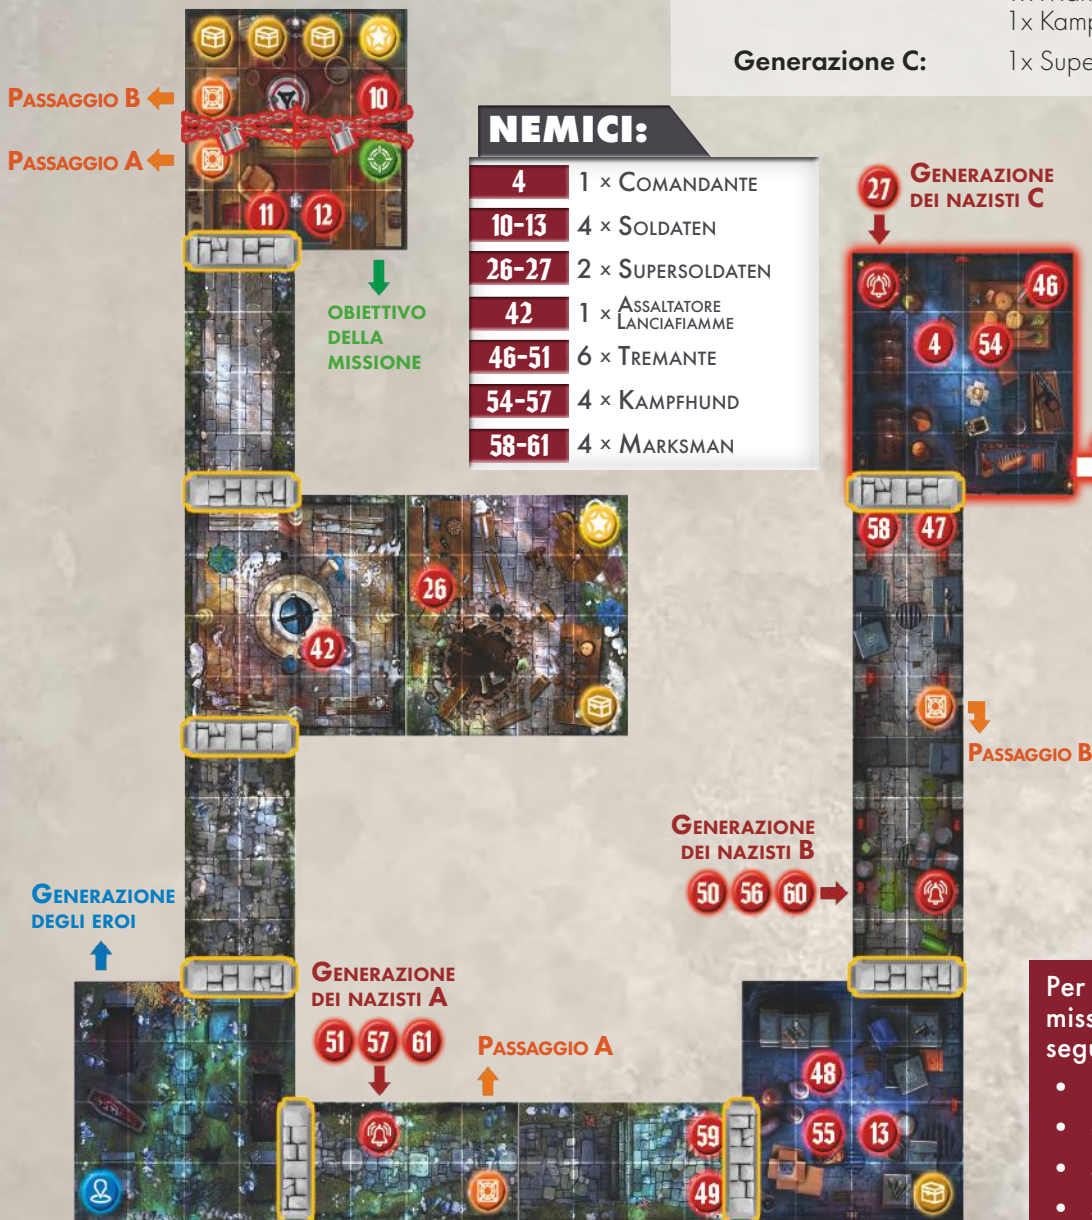 1x Kamp
Generazione C: 1x Supe
PASSAGGIO B
10
PASSAGGIO A
11 12
OBIETTIVO
DELLA
MISSIONE
NEMICI:
4 1 × COMANDANTE
10-13 4 × SOLDATEN
26-27 2 × SUPERSOLDATEN
42 1 × ASSALTATORE
LANCIAFIAMME
46-51 6 × TREMANTE
54-57 4 × KAMPFHUND
58-61 4 × MARKSMAN
27 GENERAZIONE
DEI NAZISTI C
46
4 54
58 47
26
42
PASSAGGIO B
GENERAZIONE
DEI NAZISTI B
50 56 60
GENERAZIONE
DEGLI EROI
GENERAZIONE
DEI NAZISTI A
51 57 61
PASSAGGIO A
48
59 55 13
49
Per
miss
segu